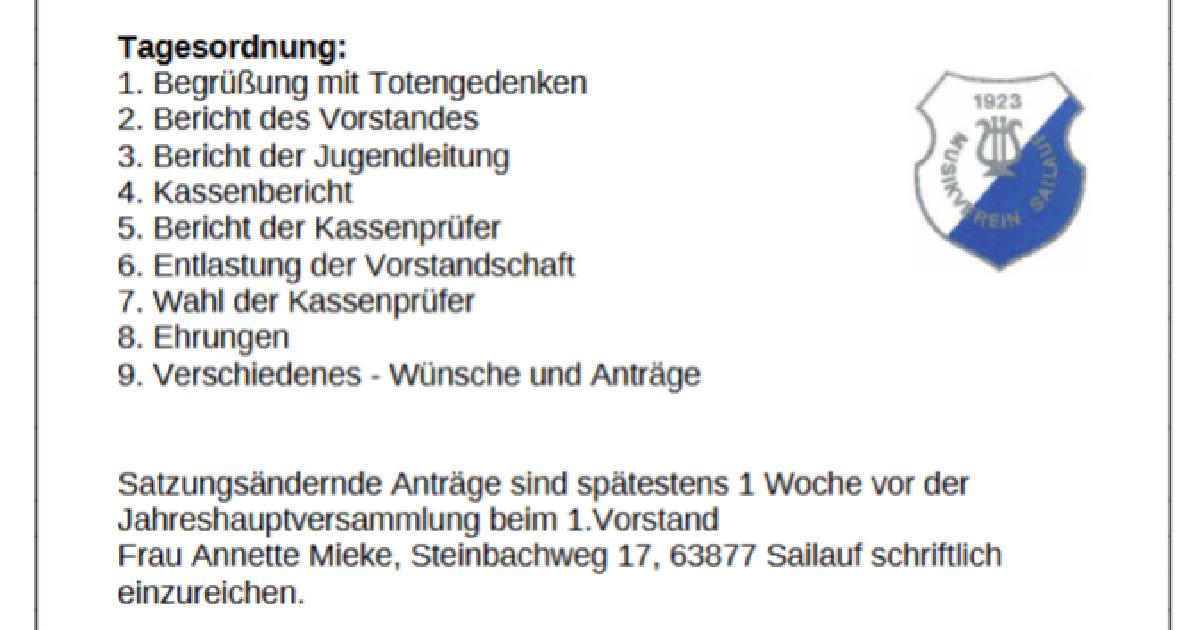 Tagesordnung:
1. Begrüßung mit Totengedenken
2. Bericht des Vorstandes
3. Bericht der Jugendleitung
4. Kassenbericht
5. Bericht der Kassenprüfer
6. Entlastung der Vorstandschaft
7. Wahl der Kassenprüfer
8. Ehrungen
9. Verschiedenes - Wünsche und Anträge
1923
MUSIKVEREIN SAILAUF
Satzungsändernde Anträge sind spätestens 1 Woche vor der
Jahreshauptversammlung beim 1.Vorstand
Frau Annette Mieke, Steinbachweg 17, 63877 Sailauf schriftlich
einzureichen.